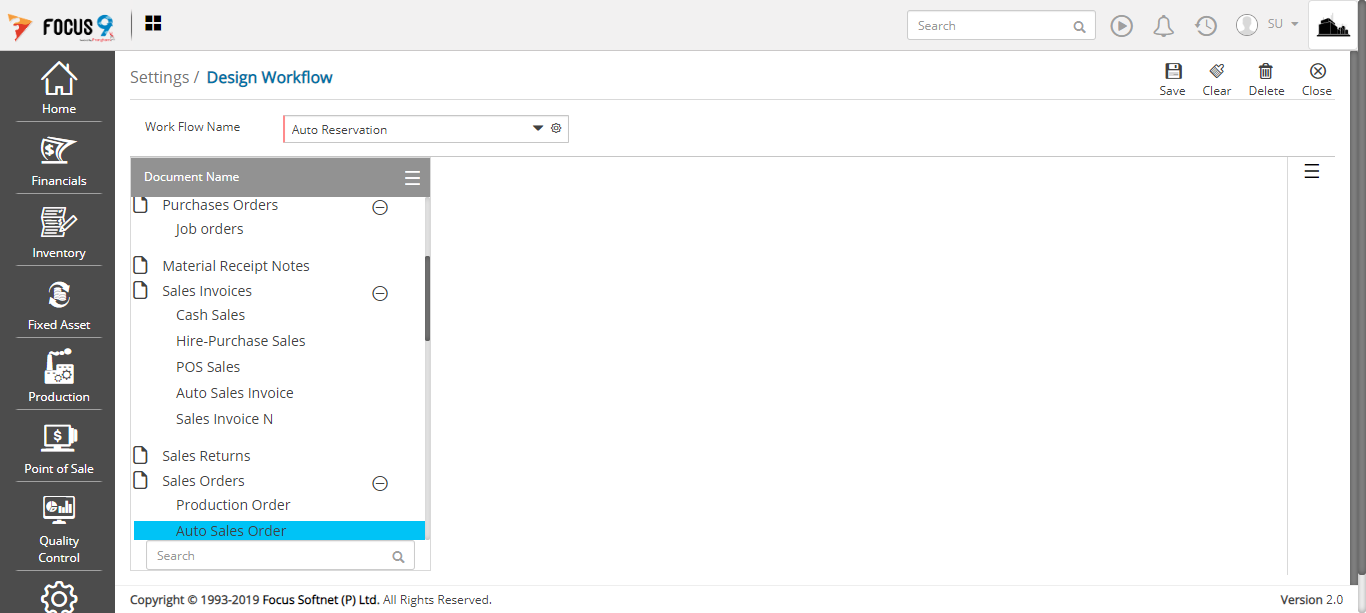 FOCUS 9
Search
SU
Home
Financials
Inventory
Fixed Asset
Production
Point of Sale
Quality
Control
Settings / Design Workflow
Save
Clear
Delete
Close
Work Flow Name
Auto Reservation
Document Name
Purchases Orders
Job orders
Material Receipt Notes
Sales Invoices
Cash Sales
Hire-Purchase Sales
POS Sales
Auto Sales Invoice
Sales Invoice N
Sales Returns
Sales Orders
Production Order
Auto Sales Order
Search
Copyright © 1993-2019 Focus Softnet (P) Ltd. All Rights Reserved.
Version 2.0